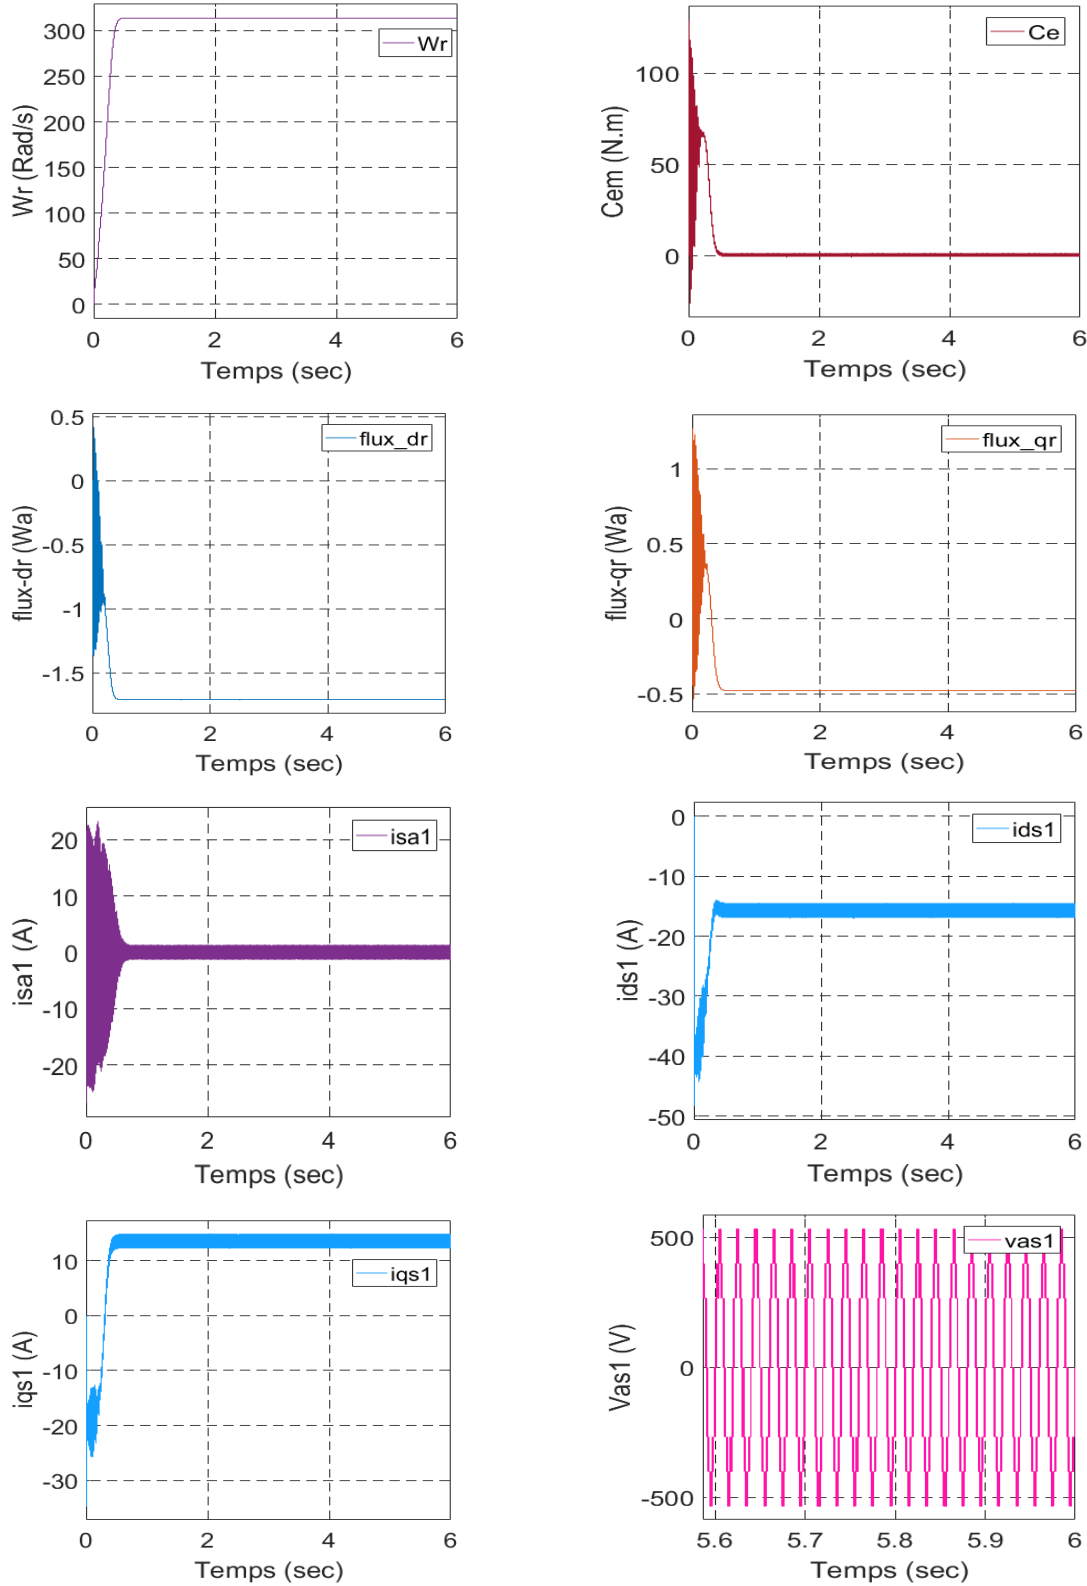 Wr (Rad/s)
300
250
200
150
100
50
0
Wr
0 2 4 6
Temps (sec)
Cem (N.m)
100
50
0
Ce
0 2 4 6
Temps (sec)
flux-dr (Wa)
0.5
0
-0.5
-1
-1.5
flux_dr
0 2 4 6
Temps (sec)
flux-qr (Wa)
1
0.5
0
-0.5
flux_qr
0 2 4 6
Temps (sec)
isa1 (A)
20
10
0
-10
-20
isa1
0 2 4 6
Temps (sec)
ids1 (A)
0
-10
-20
-30
-40
-50
ids1
0 2 4 6
Temps (sec)
iqs1 (A)
10
0
-10
-20
-30
iqs1
0 2 4 6
Temps (sec)
Vas1 (V)
500
0
-500
vas1
5.6 5.7 5.8 5.9 6
Temps (sec)